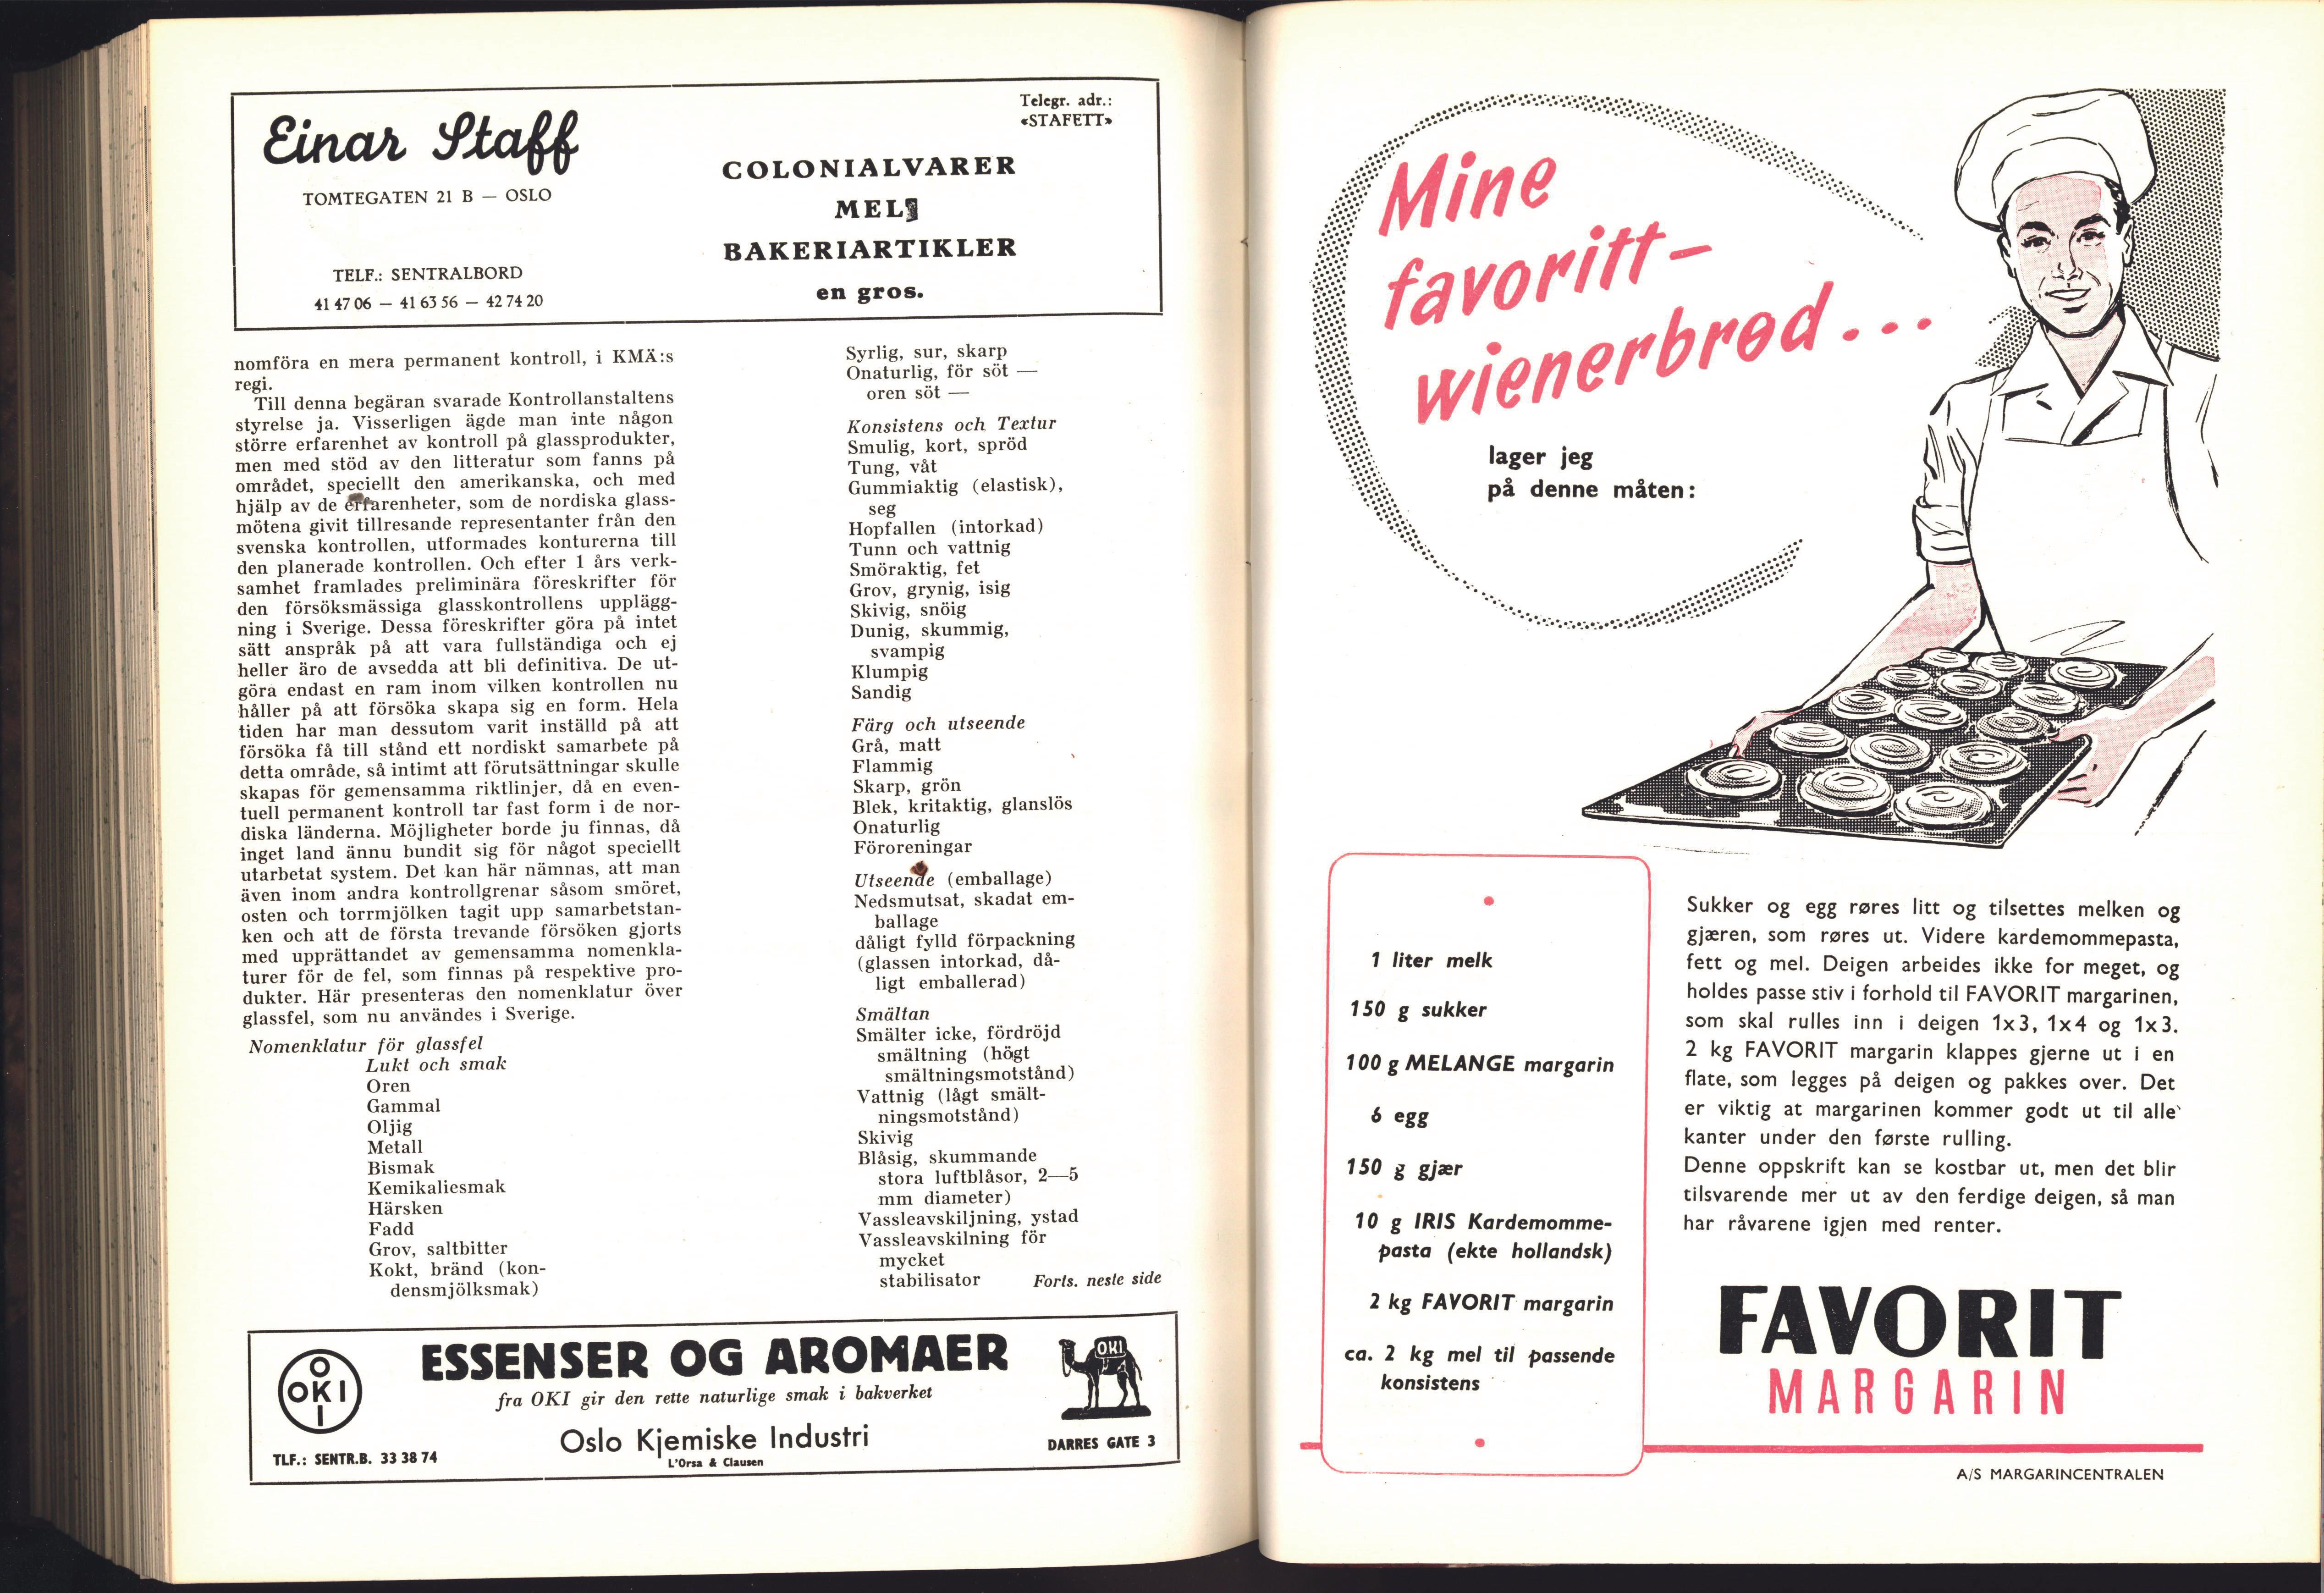 Einar Staff
TOMTEGATEN 21 B — OSLO
TELF.: SENTRALBORD
41 47 06 — 41 63 56 — 42 74 20
Telegr. adr.:
«STAFETT»
COLONIALVARER
MEL
BAKERIARTIKLER
en gros.
nomföra en mera permanent kontroll, i KMÄ:s
regi.
Till denna begäran svarade Kontrollanstaltens
styrelse ja. Visserligen ägde man inte någon
större erfarenhet av kontroll på glassprodukter,
men med stöd av den litteratur som fanns på
området, speciellt den amerikanska, och med
hjälp av de erfarenheter, som de nordiska glass-
mötena givit tillresande representanter från den
svenska kontrollen, utformades konturerna till
den planerade kontrollen. Och efter 1 års verk-
samhet framlades preliminära föreskrifter för
den försöksmässiga glasskontrollens upplägg-
ning i Sverige. Dessa föreskrifter göra på intet
sätt anspråk på att vara fullständiga och ej
heller äro de avsedda att bli definitiva. De ut-
göra endast en ram inom vilken kontrollen nu
håller på att försöka skapa sig en form. Hela
tiden har man dessutom varit inställd på att
försöka få till stånd ett nordiskt samarbete på
detta område, så intimt att förutsättningar skulle
skapas för gemensamma riktlinjer, då en even-
tuell permanent kontroll tar fast form i de nor-
diska länderna. Möjligheter borde ju finnas, då
inget land ännu bundit sig för något speciellt
utarbetat system. Det kan här nämnas, att man
även inom andra kontrollgrenar såsom smöret,
osten och torrmjölken tagit upp samarbetstan-
ken och att de första trevande försöken gjorts
med upprättandet av gemensamma nomenkla-
turer för de fel, som finnas på respektive pro-
dukter. Här presenteras den nomenklatur över
glassfel, som nu användes i Sverige.
Nomenklatur för glassfel
Lukt och smak
Oren
Gammal
Oljig
Metall
Bismak
Kemikaliesmak
Härsken
Fadd
Grov, saltbitter
Kokt, bränd (kon-
densmjölksmak)
Syrlig, sur, skarp
Onaturlig, för söt —
oren söt —
Konsistens och Textur
Smulig, kort, spröd
Tung, våt
Gummiaktig (elastisk),
seg
Hopfallen (intorkad)
Tunn och vattnig
Smöraktig, fet
Grov, grynig, isig
Skivig, snöig
Dunig, skummig,
svampig
Klumpig
Sandig
Färg och utseende
Grå, matt
Flammig
Skarp, grön
Blek, kritaktig, glanslös
Onaturlig
Föroreningar
Utseende (emballage)
Nedsmutsat, skadat em-
ballage
dåligt fylld förpackning
(glassen intorkad, då-
ligt emballerad)
Smältan
Smälter icke, fördröjd
smältning (högt
smältningsmotstånd)
Vattnig (lågt smält-
ningsmotstånd)
Skivig
Blåsig, skummande
stora luftblåsor, 2—5
mm diameter)
Vassleavskiljning, ystad
Vassleavskilning för
mycket
stabilisator
Forts. neste side
OKI
ESSENSER OG AROMAER
fra OKI gir den rette naturlige smak i bakverket
Oslo Kjemiske Industri
L'Orsa & Clausen
TLF.: SENTR.B. 33 38 74
OKI
DARRES GATE 3
Mine
favoritt-
wienerbrød...
lager jeg
på denne måten:
1 liter melk
150 g sukker
100 g MELANGE margarin
6 egg
150 g gjær
10 g IRIS Kardemomme-
pasta (ekte hollandsk)
2 kg FAVORIT margarin
ca. 2 kg mel til passende
konsistens
Sukker og egg røres litt og tilsettes melken og
gjæren, som røres ut. Videre kardemommepasta,
fett og mel. Deigen arbeides ikke for meget, og
holdes passe stiv i forhold til FAVORIT margarinen,
som skal rulles inn i deigen 1x3, 1x4 og 1x3.
2 kg FAVORIT margarin klappes gjerne ut i en
flate, som legges på deigen og pakkes over. Det
er viktig at margarinen kommer godt ut til alle
kanter under den første rulling.
Denne oppskrift kan se kostbar ut, men det blir
tilsvarende mer ut av den ferdige deigen, så man
har råvarene igjen med renter.
FAVORIT
MARGARIN
A/S MARGARINCENTRALEN